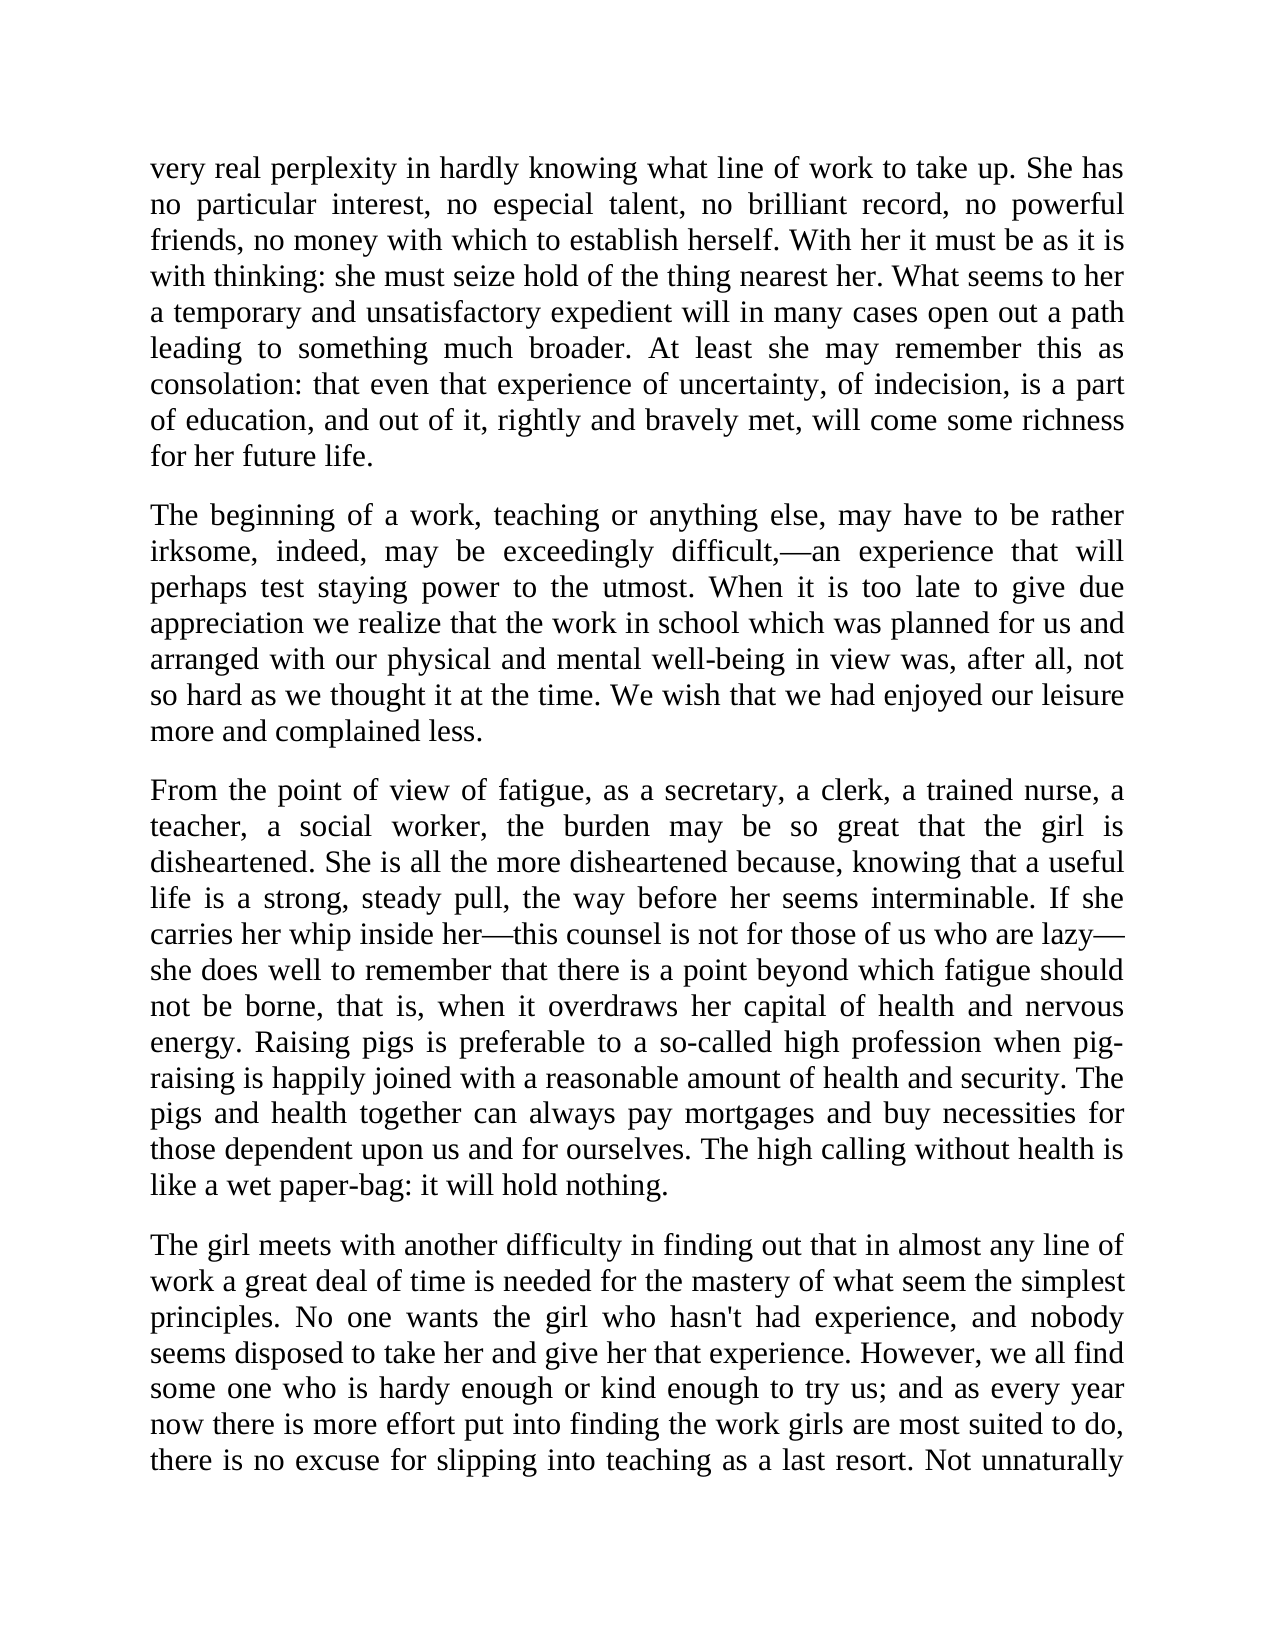 very real perplexity in hardly knowing what line of work to take up. She has
no particular interest, no especial talent, no brilliant record, no powerful
friends, no money with which to establish herself. With her it must be as it is
with thinking: she must seize hold of the thing nearest her. What seems to her
a temporary and unsatisfactory expedient will in many cases open out a path
leading to something much broader. At least she may remember this as
consolation: that even that experience of uncertainty, of indecision, is a part
of education, and out of it, rightly and bravely met, will come some richness
for her future life.
The beginning of a work, teaching or anything else, may have to be rather
irksome, indeed, may be exceedingly difficult,—an experience that will
perhaps test staying power to the utmost. When it is too late to give due
appreciation we realize that the work in school which was planned for us and
arranged with our physical and mental well-being in view was, after all, not
so hard as we thought it at the time. We wish that we had enjoyed our leisure
more and complained less.
From the point of view of fatigue, as a secretary, a clerk, a trained nurse, a
teacher, a social worker, the burden may be so great that the girl is
disheartened. She is all the more disheartened because, knowing that a useful
life is a strong, steady pull, the way before her seems interminable. If she
carries her whip inside her—this counsel is not for those of us who are lazy—
she does well to remember that there is a point beyond which fatigue should
not be borne, that is, when it overdraws her capital of health and nervous
energy. Raising pigs is preferable to a so-called high profession when pig-
raising is happily joined with a reasonable amount of health and security. The
pigs and health together can always pay mortgages and buy necessities for
those dependent upon us and for ourselves. The high calling without health is
like a wet paper-bag: it will hold nothing.
The girl meets with another difficulty in finding out that in almost any line of
work a great deal of time is needed for the mastery of what seem the simplest
principles. No one wants the girl who hasn't had experience, and nobody
seems disposed to take her and give her that experience. However, we all find
some one who is hardy enough or kind enough to try us; and as every year
now there is more effort put into finding the work girls are most suited to do,
there is no excuse for slipping into teaching as a last resort. Not unnaturally